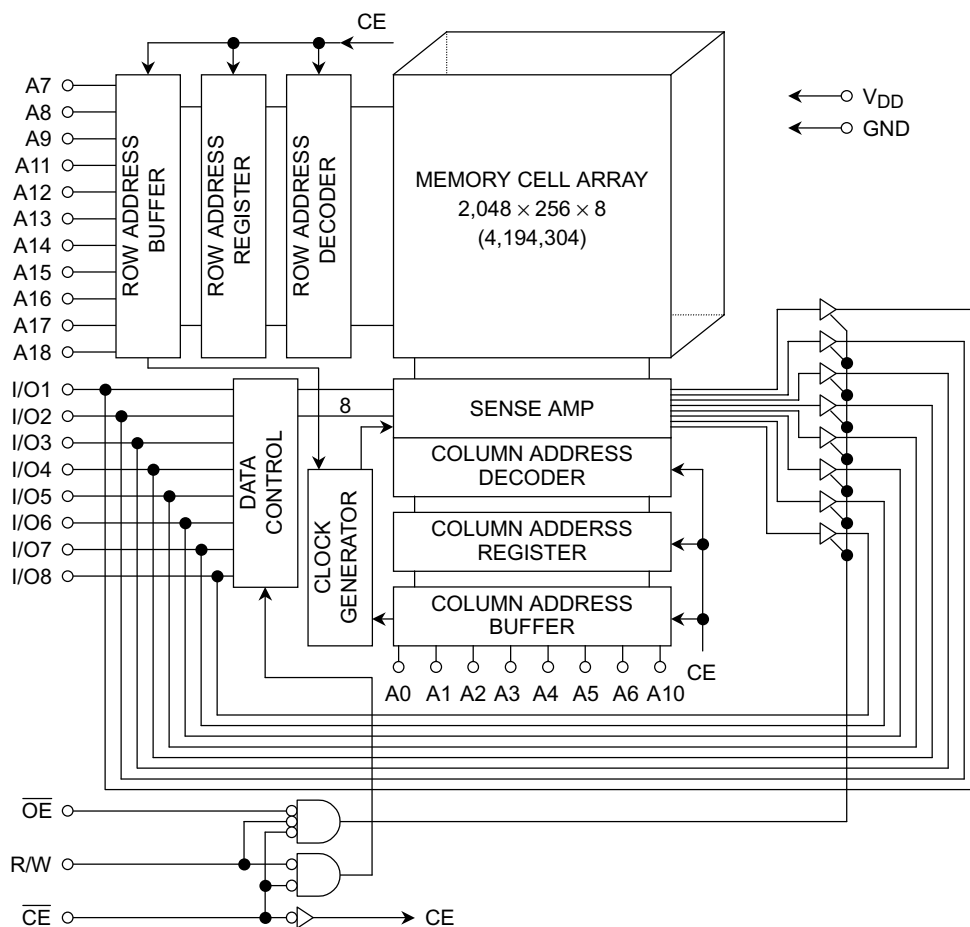 CE
A7
A8
A9
A11
A12
A13
A14
A15
A16
A17
A18
ROW ADDRESS
BUFFER
ROW ADDRESS
REGISTER
ROW ADDRESS
DECODER
MEMORY CELL ARRAY
2,048 × 256 × 8
(4,194,304)
VDD
GND
I/O1
I/O2
I/O3
I/O4
I/O5
I/O6
I/O7
I/O8
DATA
CONTROL
8
CLOCK
GENERATOR
SENSE AMP
COLUMN ADDRESS
DECODER
COLUMN ADDERSS
REGISTER
COLUMN ADDRESS
BUFFER
CE
A0
A1
A2
A3
A4
A5
A6
A10
O̅E̅
R/W
C̅E̅
CE